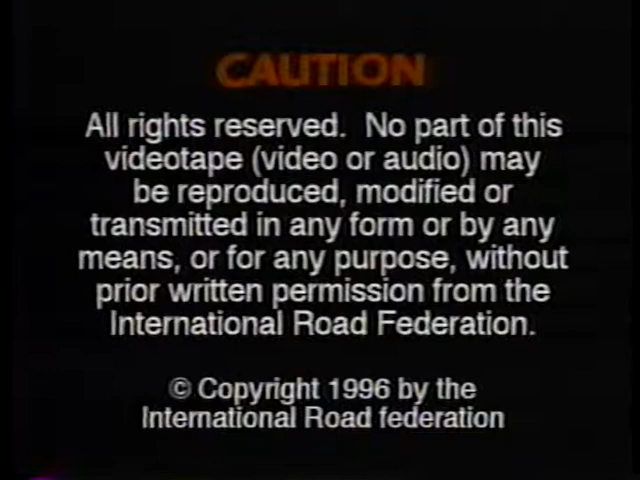 CAUTION
All rights reserved. No part of this
videotape (video or audio) may
be reproduced, modified or
transmitted in any form or by any
means, or for any purpose, without
prior written permission from the
International Road Federation.
© Copyright 1996 by the
International Road federation